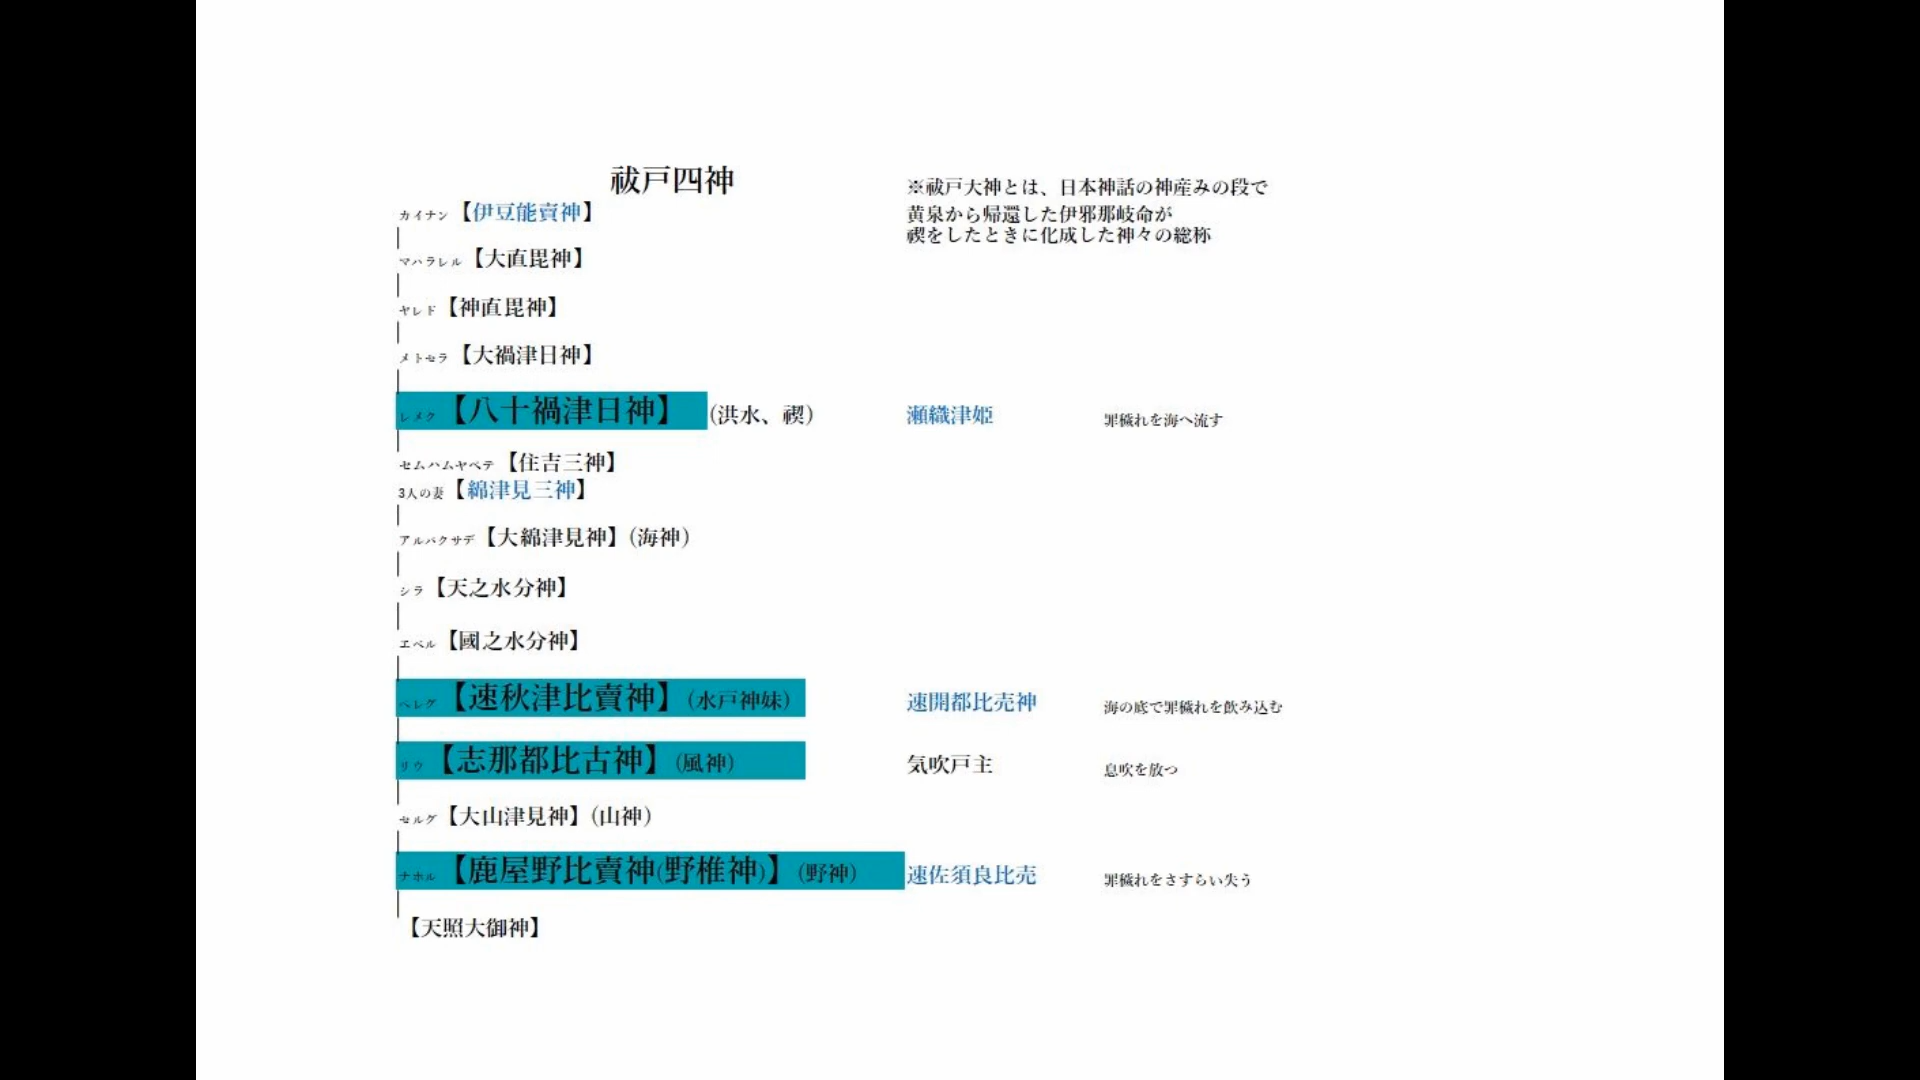 祓戸四神
※祓戸大神とは、日本神話の神産みの段で
黄泉から帰還した伊邪那岐命が
禊をしたときに化成した神々の総称
カイナン【伊豆能賣神】
マハラレル【大直毘神】
ヤレド【神直毘神】
メトセラ【大禍津日神】
レメク【八十禍津日神】(洪水、禊) 瀬織津姫 罪穢れを海へ流す
セムハムヤペテ【住吉三神】
3人の妻【綿津見三神】
アルパクサデ【大綿津見神】(海神)
シラ【天之水分神】
エベル【國之水分神】
ペレグ【速秋津比賣神】(水戸神妹) 速開都比売神 海の底で罪穢れを飲み込む
リウ【志那都比古神】(風神) 気吹戸主 息吹を放つ
セルグ【大山津見神】(山神)
ナホル【鹿屋野比賣神(野椎神)】(野神) 速佐須良比売 罪穢れをさすらい失う
【天照大御神】